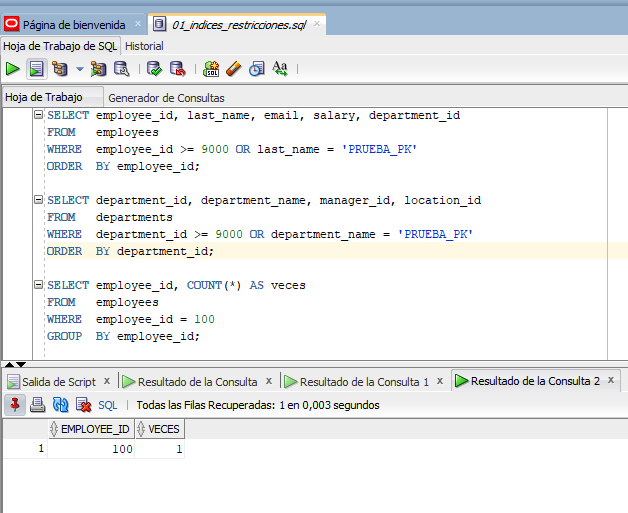 Página de bienvenida
01_indices_restricciones.sql
Hoja de Trabajo de SQL Historial
Hoja de Trabajo Generador de Consultas
SELECT employee_id, last_name, email, salary, department_id
FROM employees
WHERE employee_id >= 9000 OR last_name = 'PRUEBA_PK'
ORDER BY employee_id;
SELECT department_id, department_name, manager_id, location_id
FROM departments
WHERE department_id >= 9000 OR department_name = 'PRUEBA_PK'
ORDER BY department_id;
SELECT employee_id, COUNT(*) AS veces
FROM employees
WHERE employee_id = 100
GROUP BY employee_id;
Salida de Script x Resultado de la Consulta x Resultado de la Consulta 1 x Resultado de la Consulta 2 x
SQL | Todas las Filas Recuperadas: 1 en 0,003 segundos
EMPLOYEE_ID VECES
1 100 1